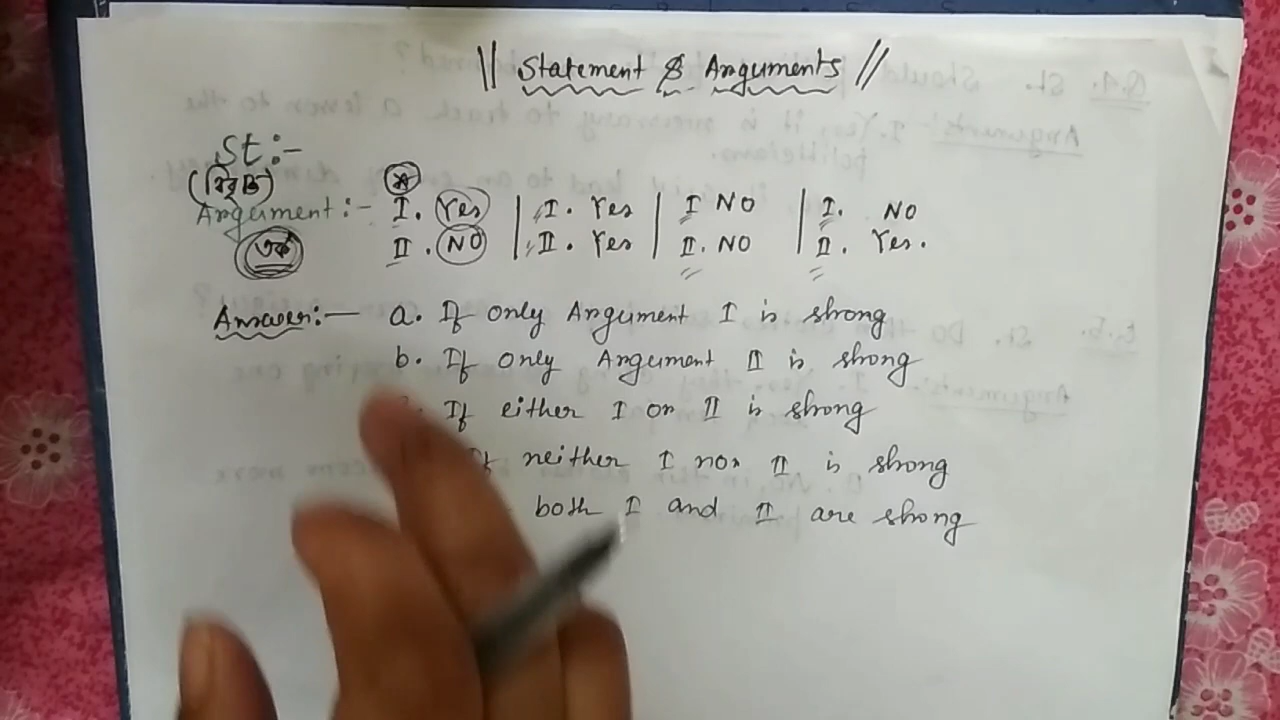 || Statement & Arguments //
St :-
(বিবৃতি)
Argument :- I. Yes | I. Yes | I NO | I. NO
তর্ক II. NO | II. Yes | II. NO | II. Yes.
Answer :— a. If only Argument I is strong
b. If only Argument II is strong
If either I or II is strong
If neither I nor II is strong
both I and II are strong